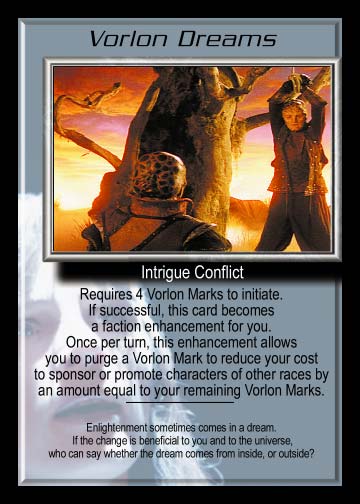 Vorlon Dreams
Intrigue Conflict
Requires 4 Vorlon Marks to initiate.
If successful, this card becomes
a faction enhancement for you.
Once per turn, this enhancement allows
you to purge a Vorlon Mark to reduce your cost
to sponsor or promote characters of other races by
an amount equal to your remaining Vorlon Marks.
Enlightenment sometimes comes in a dream.
If the change is beneficial to you and to the universe,
who can say whether the dream comes from inside, or outside?